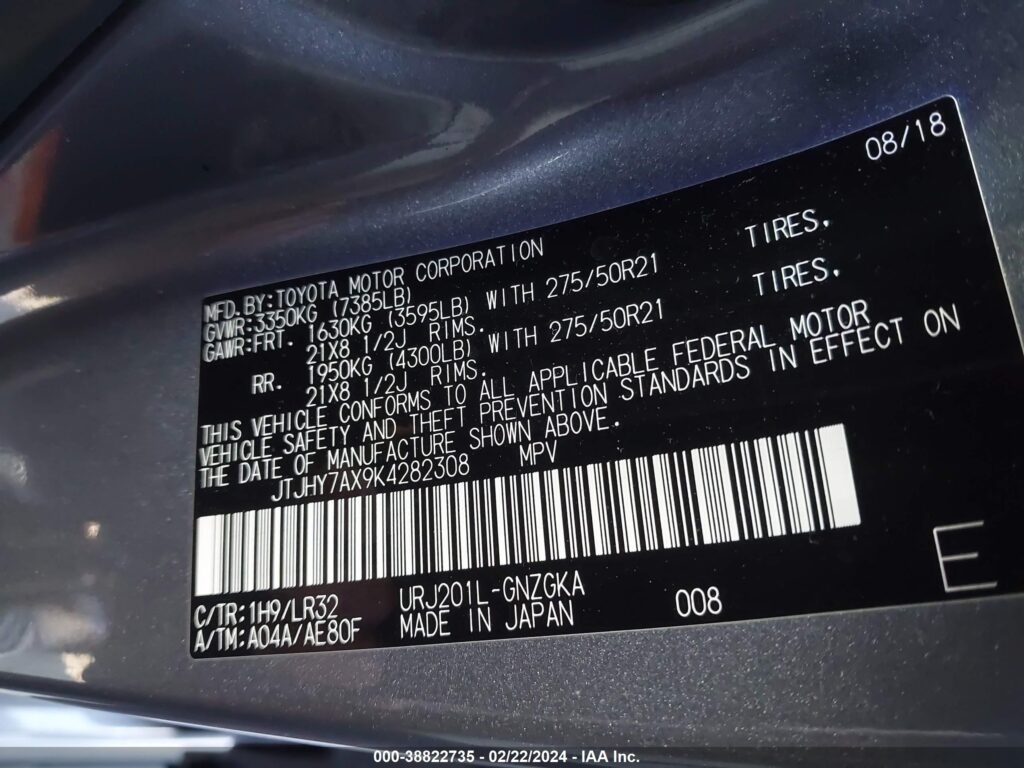 08/18
MFD.BY:TOYOTA MOTOR CORPORATION
GVWR:3350KG (7385LB)
GAWR:FRT. 1630KG (3595LB) WITH 275/50R21 TIRES.
21X8 1/2J RIMS.
RR. 1950KG (4300LB) WITH 275/50R21 TIRES.
21X8 1/2J RIMS.
THIS VEHICLE CONFORMS TO ALL APPLICABLE FEDERAL MOTOR
VEHICLE SAFETY AND THEFT PREVENTION STANDARDS IN EFFECT ON
THE DATE OF MANUFACTURE SHOWN ABOVE.
JTJHY7AX9K4282308 MPV
C/TR:1H9/LR32 URJ201L-GNZGKA
A/TM:A04A/AE80F MADE IN JAPAN 008
E
000-38822735 - 02/22/2024 - IAA Inc.